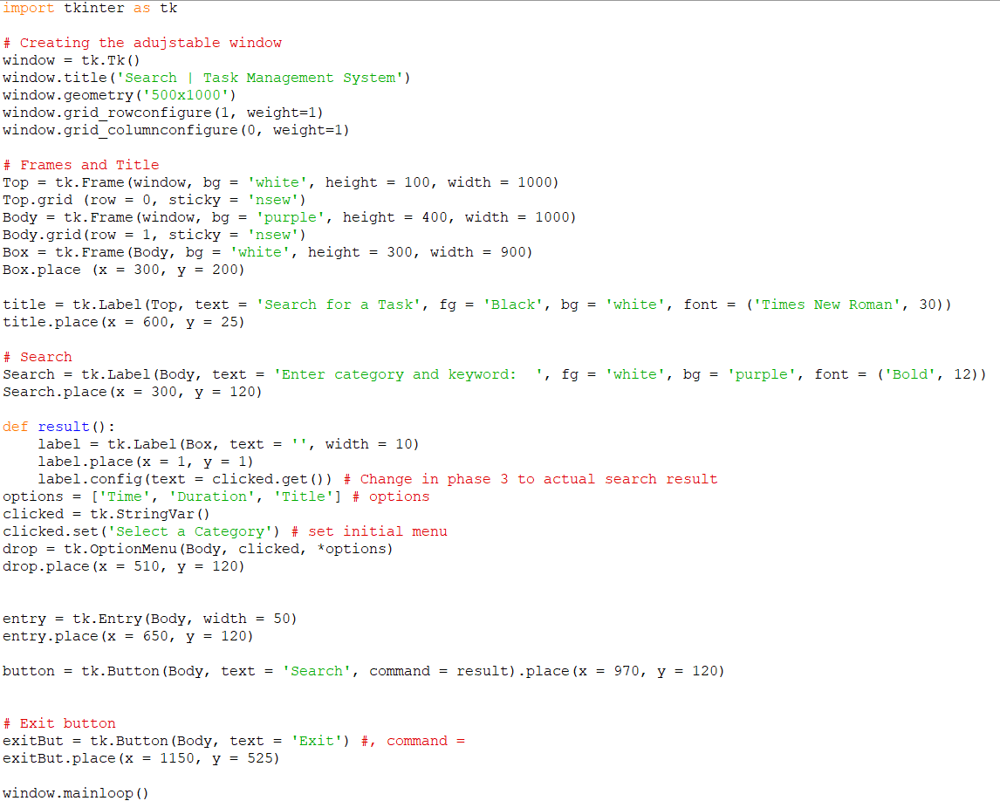 import tkinter as tk

# Creating the adujstable window
window = tk.Tk()
window.title('Search | Task Management System')
window.geometry('500x1000')
window.grid_rowconfigure(1, weight=1)
window.grid_columnconfigure(0, weight=1)

# Frames and Title
Top = tk.Frame(window, bg = 'white', height = 100, width = 1000)
Top.grid (row = 0, sticky = 'nsew')
Body = tk.Frame(window, bg = 'purple', height = 400, width = 1000)
Body.grid(row = 1, sticky = 'nsew')
Box = tk.Frame(Body, bg = 'white', height = 300, width = 900)
Box.place (x = 300, y = 200)

title = tk.Label(Top, text = 'Search for a Task', fg = 'Black', bg = 'white', font = ('Times New Roman', 30))
title.place(x = 600, y = 25)

# Search
Search = tk.Label(Body, text = 'Enter category and keyword:  ', fg = 'white', bg = 'purple', font = ('Bold', 12))
Search.place(x = 300, y = 120)

def result():
    label = tk.Label(Box, text = '', width = 10)
    label.place(x = 1, y = 1)
    label.config(text = clicked.get()) # Change in phase 3 to actual search result
options = ['Time', 'Duration', 'Title'] # options
clicked = tk.StringVar()
clicked.set('Select a Category') # set initial menu
drop = tk.OptionMenu(Body, clicked, *options)
drop.place(x = 510, y = 120)


entry = tk.Entry(Body, width = 50)
entry.place(x = 650, y = 120)

button = tk.Button(Body, text = 'Search', command = result).place(x = 970, y = 120)


# Exit button
exitBut = tk.Button(Body, text = 'Exit') #, command =
exitBut.place(x = 1150, y = 525)

window.mainloop()